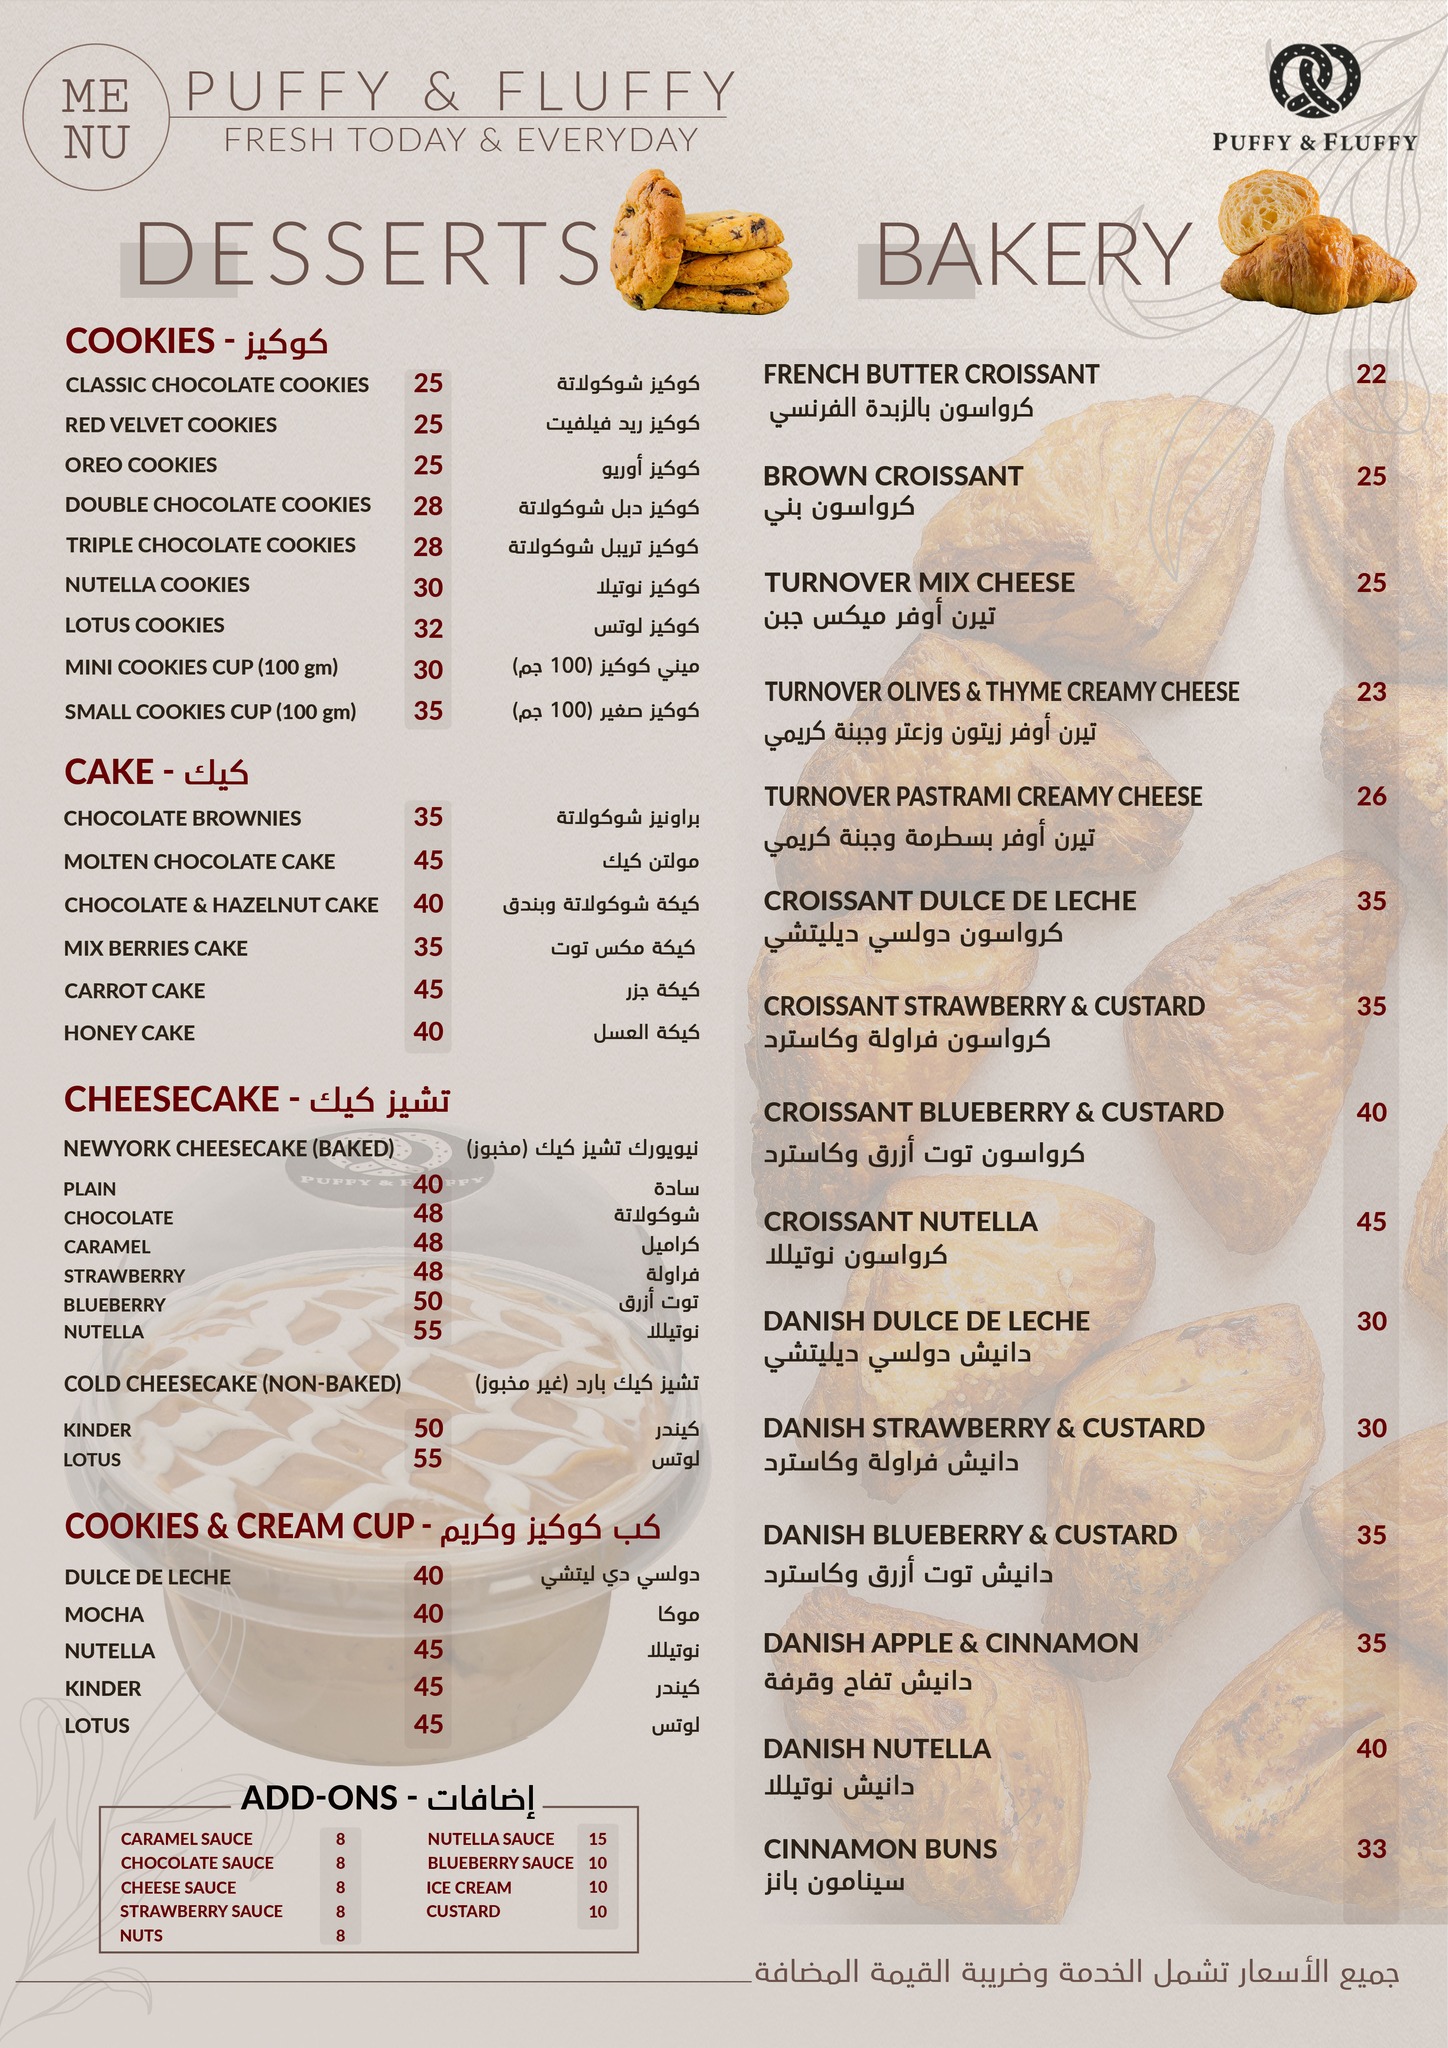 ME
NU
PUFFY & FLUFFY
FRESH TODAY & EVERYDAY
PUFFY & FLUFFY
DESSERTS
COOKIES - كوكيز
CLASSIC CHOCOLATE COOKIES 25 كوكيز شوكولاتة
RED VELVET COOKIES 25 كوكيز ريد فيلفيت
OREO COOKIES 25 كوكيز أوريو
DOUBLE CHOCOLATE COOKIES 28 كوكيز دبل شوكولاتة
TRIPLE CHOCOLATE COOKIES 28 كوكيز تريبل شوكولاتة
NUTELLA COOKIES 30 كوكيز نوتيلا
LOTUS COOKIES 32 كوكيز لوتس
MINI COOKIES CUP (100 gm) 30 ميني كوكيز (100 جم)
SMALL COOKIES CUP (100 gm) 35 كوكيز صغير (100 جم)
CAKE - كيك
CHOCOLATE BROWNIES 35 براونيز شوكولاتة
MOLTEN CHOCOLATE CAKE 45 مولتن كيك
CHOCOLATE & HAZELNUT CAKE 40 كيكة شوكولاتة وبندق
MIX BERRIES CAKE 35 كيكة مكس توت
CARROT CAKE 45 كيكة جزر
HONEY CAKE 40 كيكة العسل
CHEESECAKE - تشيز كيك
NEWYORK CHEESECAKE (BAKED) نيويورك تشيز كيك (مخبوز)
PUFFY & FLUFFY
PLAIN 40 سادة
CHOCOLATE 48 شوكولاتة
CARAMEL 48 كراميل
STRAWBERRY 48 فراولة
BLUEBERRY 50 توت أزرق
NUTELLA 55 نوتيللا
COLD CHEESECAKE (NON-BAKED) تشيز كيك بارد (غير مخبوز)
KINDER 50 كيندر
LOTUS 55 لوتس
COOKIES & CREAM CUP - كب كوكيز وكريم
DULCE DE LECHE 40 دولسي دي ليتشي
MOCHA 40 موكا
NUTELLA 45 نوتيللا
KINDER 45 كيندر
LOTUS 45 لوتس
ADD-ONS - إضافات
CARAMEL SAUCE 8
CHOCOLATE SAUCE 8
CHEESE SAUCE 8
STRAWBERRY SAUCE 8
NUTS 8
NUTELLA SAUCE 15
BLUEBERRY SAUCE 10
ICE CREAM 10
CUSTARD 10
BAKERY
FRENCH BUTTER CROISSANT 22
كرواسون بالزبدة الفرنسي
BROWN CROISSANT 25
كرواسون بني
TURNOVER MIX CHEESE 25
تيرن أوفر ميكس جبن
TURNOVER OLIVES & THYME CREAMY CHEESE 23
تيرن أوفر زيتون وزعتر وجبنة كريمي
TURNOVER PASTRAMI CREAMY CHEESE 26
تيرن أوفر بسطرمة وجبنة كريمي
CROISSANT DULCE DE LECHE 35
كرواسون دولسي ديليتشي
CROISSANT STRAWBERRY & CUSTARD 35
كرواسون فراولة وكاسترد
CROISSANT BLUEBERRY & CUSTARD 40
كرواسون توت أزرق وكاسترد
CROISSANT NUTELLA 45
كرواسون نوتيللا
DANISH DULCE DE LECHE 30
دانيش دولسي ديليتشي
DANISH STRAWBERRY & CUSTARD 30
دانيش فراولة وكاسترد
DANISH BLUEBERRY & CUSTARD 35
دانيش توت أزرق وكاسترد
DANISH APPLE & CINNAMON 35
دانيش تفاح وقرفة
DANISH NUTELLA 40
دانيش نوتيللا
CINNAMON BUNS 33
سينامون بانز
جميع الأسعار تشمل الخدمة وضريبة القيمة المضافة